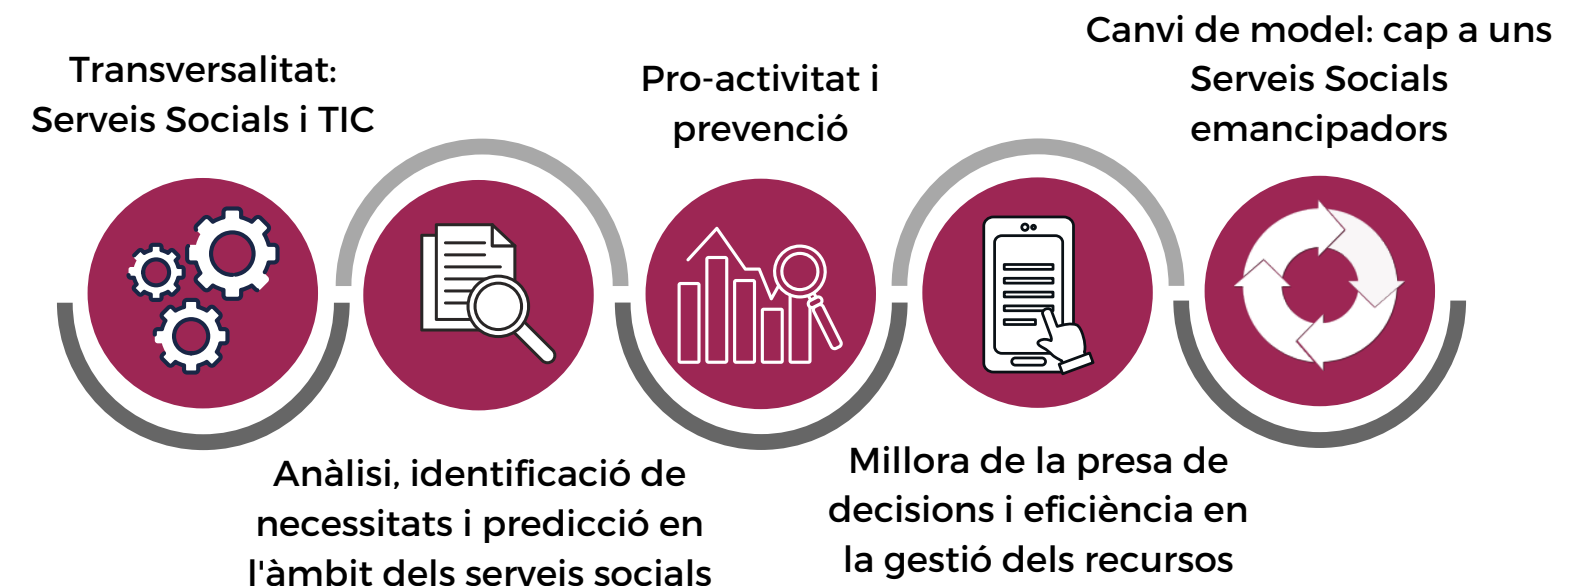 Transversalitat:
Serveis Socials i TIC
Anàlisi, identificació de
necessitats i predicció en
l'àmbit dels serveis socials
Pro-activitat i
prevenció
Millora de la presa de
decisions i eficiència en
la gestió dels recursos
Canvi de model: cap a uns
Serveis Socials
emancipadors